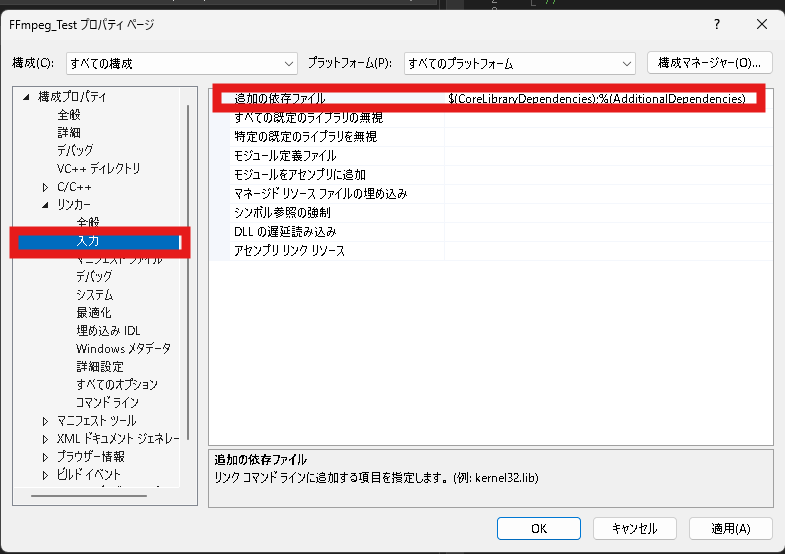 FFmpeg_Test プロパティ ページ
構成(C): すべての構成 プラットフォーム(P): すべてのプラットフォーム 構成マネージャー(O)...
構成プロパティ
全般
詳細
デバッグ
VC++ ディレクトリ
C/C++
リンカー
全般
入力
マニフェスト ファイル
デバッグ
システム
最適化
埋め込み IDL
Windows メタデータ
詳細設定
すべてのオプション
コマンド ライン
マニフェスト ツール
XML ドキュメント ジェネレー
ブラウザー情報
ビルド イベント
追加の依存ファイル $(CoreLibraryDependencies);%(AdditionalDependencies)
すべての既定のライブラリの無視
特定の既定のライブラリを無視
モジュール定義ファイル
モジュールをアセンブリに追加
マネージド リソース ファイルの埋め込み
シンボル参照の強制
DLL の遅延読み込み
アセンブリ リンク リソース
追加の依存ファイル
リンク コマンド ラインに追加する項目を指定します。(例: kernel32.lib)
OK キャンセル 適用(A)